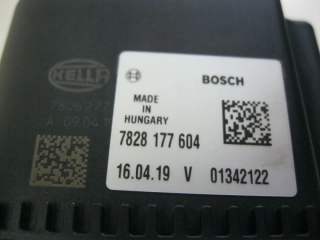 HELLA
BOSCH
MADE
IN
HUNGARY
7828 177 604
16.04.19 V 01342122